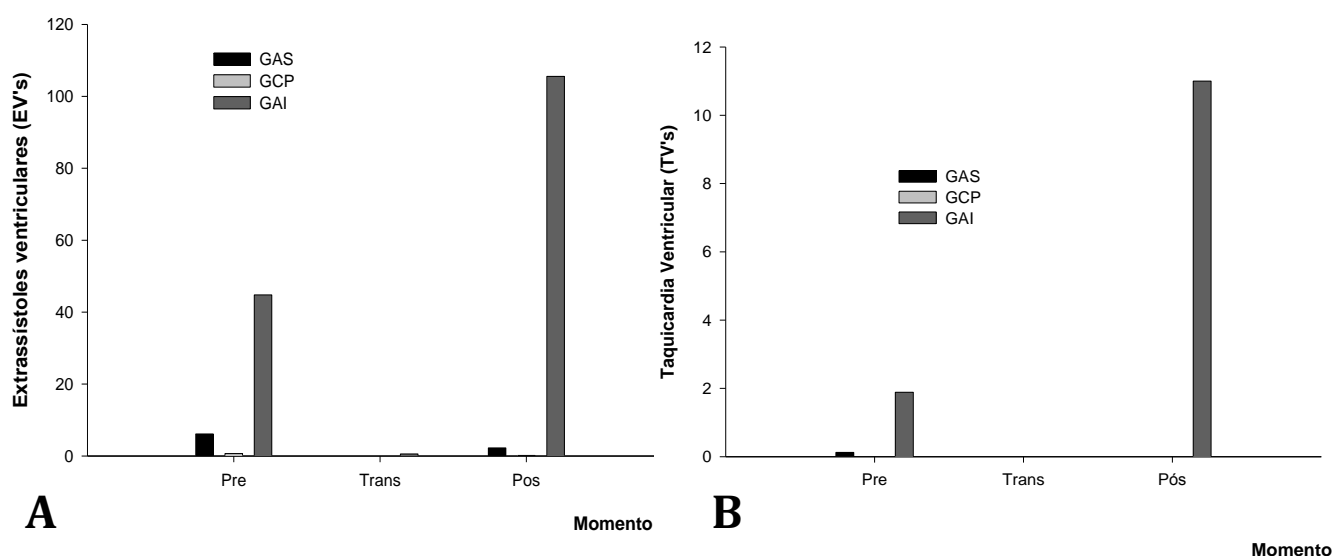 Extrassístoles ventriculares (EV's)
120
100
80
60
40
20
0
GAS
GCP
GAI
Pre Trans Pos
Momento
A
Taquicardia Ventricular (TV's)
12
10
8
6
4
2
0
GAS
GCP
GAI
Pre Trans Pós
Momento
B